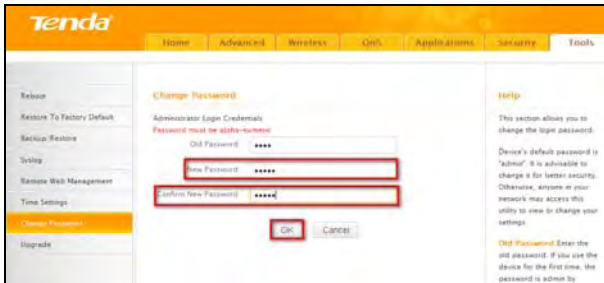 Tenda
Home Advanced Wireless QoS Applications Security Tools
Reboot
Restore To Factory Default
Backup/Restore
Syslog
Remote Web Management
Time Settings
Change Password
Upgrade
Change Password
Administrator Login Credentials
Password must be alpha-numeric
Old Password ••••
New Password •••••
Confirm New Password •••••
OK Cancel
Help
This section allows you to
change the login password.
Device's default password is
"admin". It is advisable to
change it for better security.
Otherwise, anyone in your
network may access this
utility to view or change your
settings.
Old Password: Enter the
old password. If you use the
device for the first time, the
password is admin by